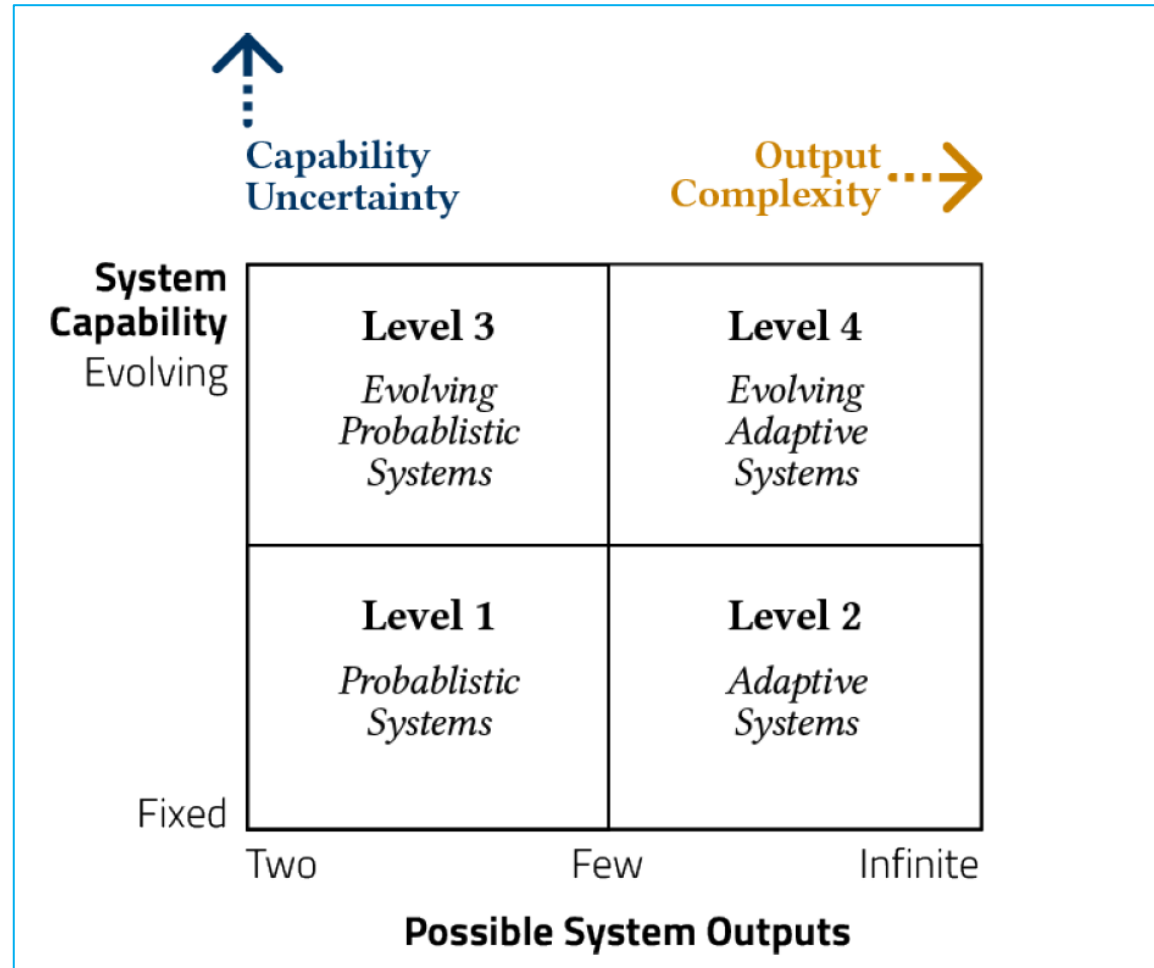 Capability
Uncertainty
Output
Complexity
System
Capability
Evolving
Level 3
Evolving
Probablistic
Systems
Level 4
Evolving
Adaptive
Systems
Level 1
Probablistic
Systems
Level 2
Adaptive
Systems
Fixed
Two
Few
Infinite
Possible System Outputs